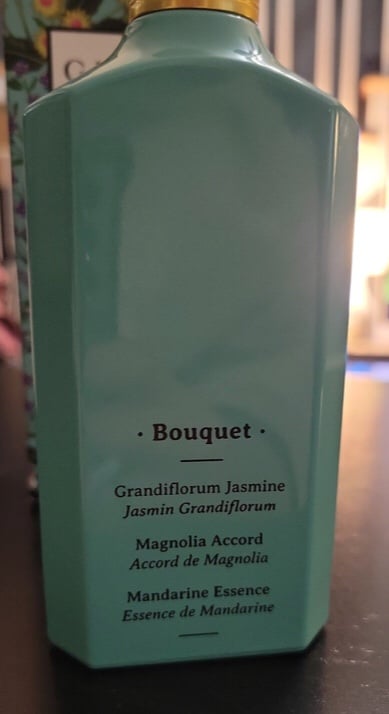 · Bouquet ·
Grandiflorum Jasmine
Jasmin Grandiflorum
Magnolia Accord
Accord de Magnolia
Mandarine Essence
Essence de Mandarine